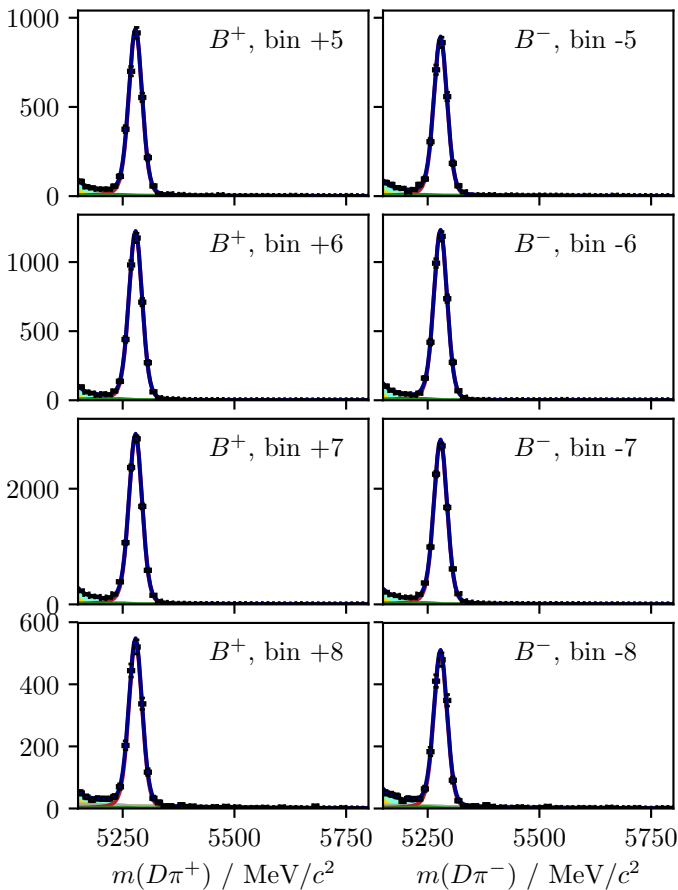 1000
500
0
B⁺, bin +5
B⁻, bin -5
1000
500
0
B⁺, bin +6
B⁻, bin -6
2000
0
B⁺, bin +7
B⁻, bin -7
600
400
200
0
B⁺, bin +8
B⁻, bin -8
5250 5500 5750 5250 5500 5750
m(Dπ⁺) / MeV/c² m(Dπ⁻) / MeV/c²